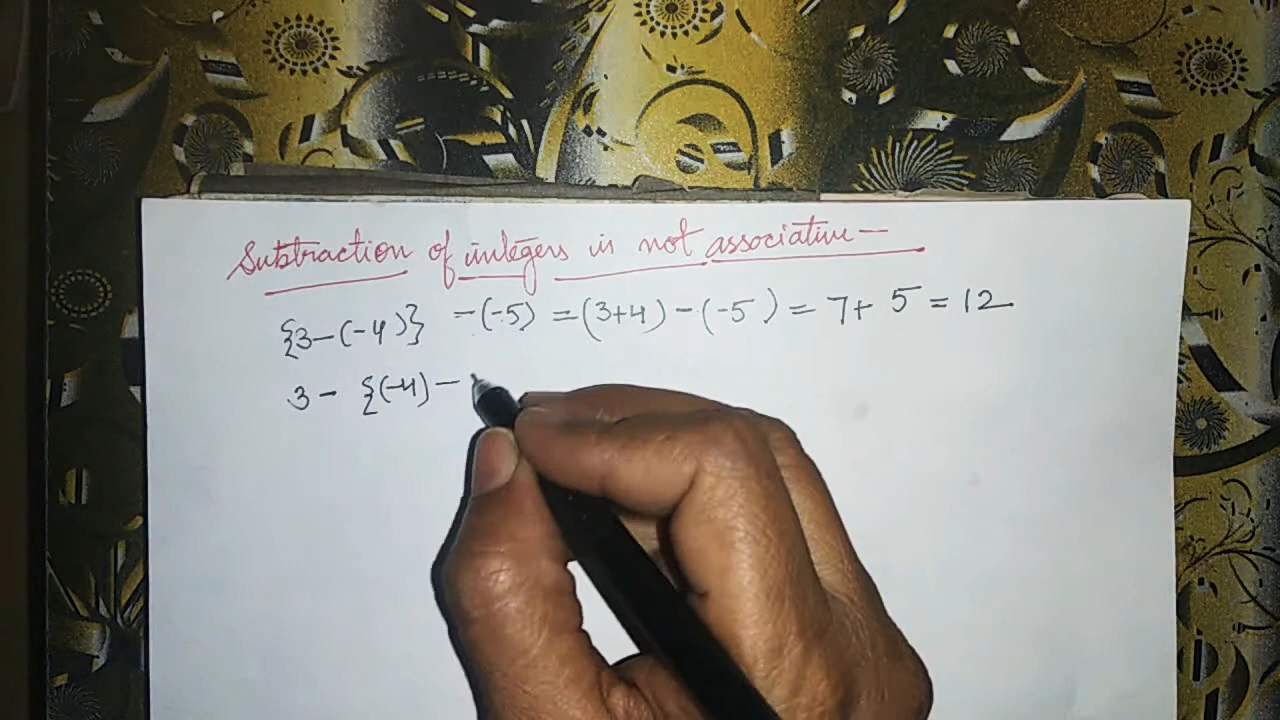 Subtraction of integers is not associative—
{3-(-4)} -(-5) = (3+4)-(-5) = 7+5 = 12
3- {(-4)-